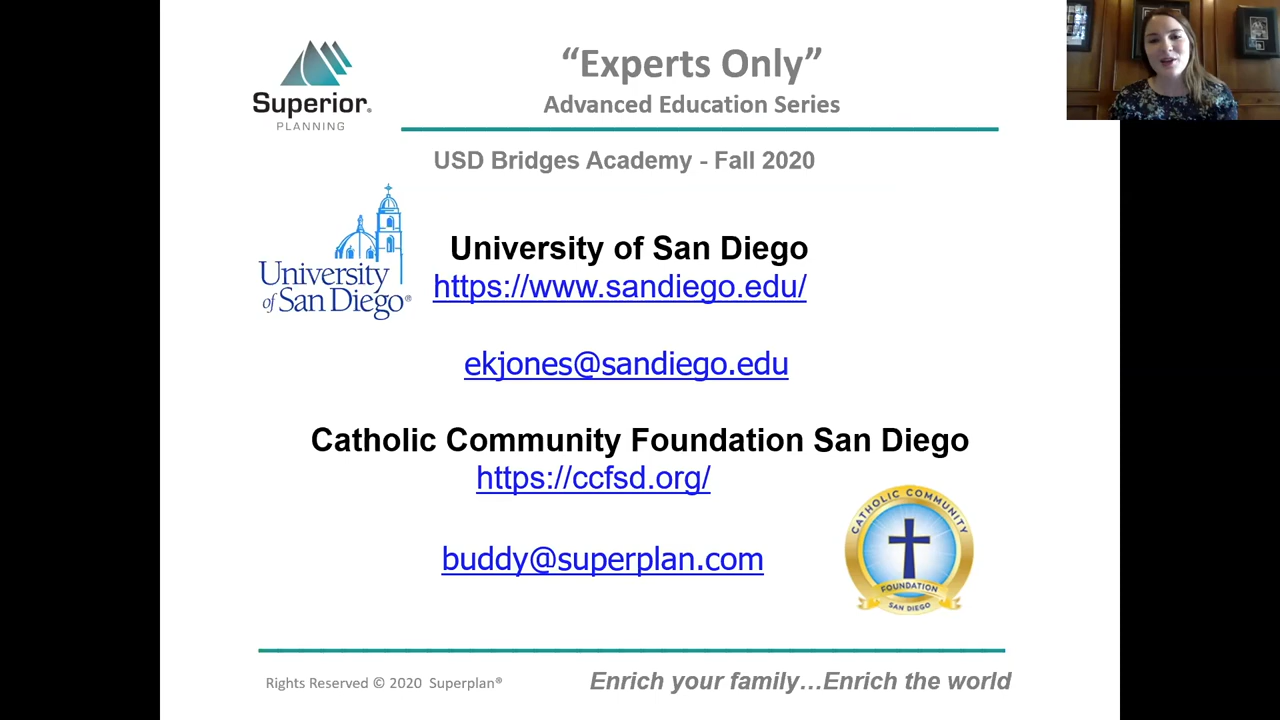 Superior®
PLANNING
“Experts Only”
Advanced Education Series
USD Bridges Academy - Fall 2020
University
of San Diego®
University of San Diego
https://www.sandiego.edu/
ekjones@sandiego.edu
Catholic Community Foundation San Diego
https://ccfsd.org/
buddy@superplan.com
CATHOLIC COMMUNITY
FOUNDATION
SAN DIEGO
Rights Reserved © 2020 Superplan®
Enrich your family…Enrich the world